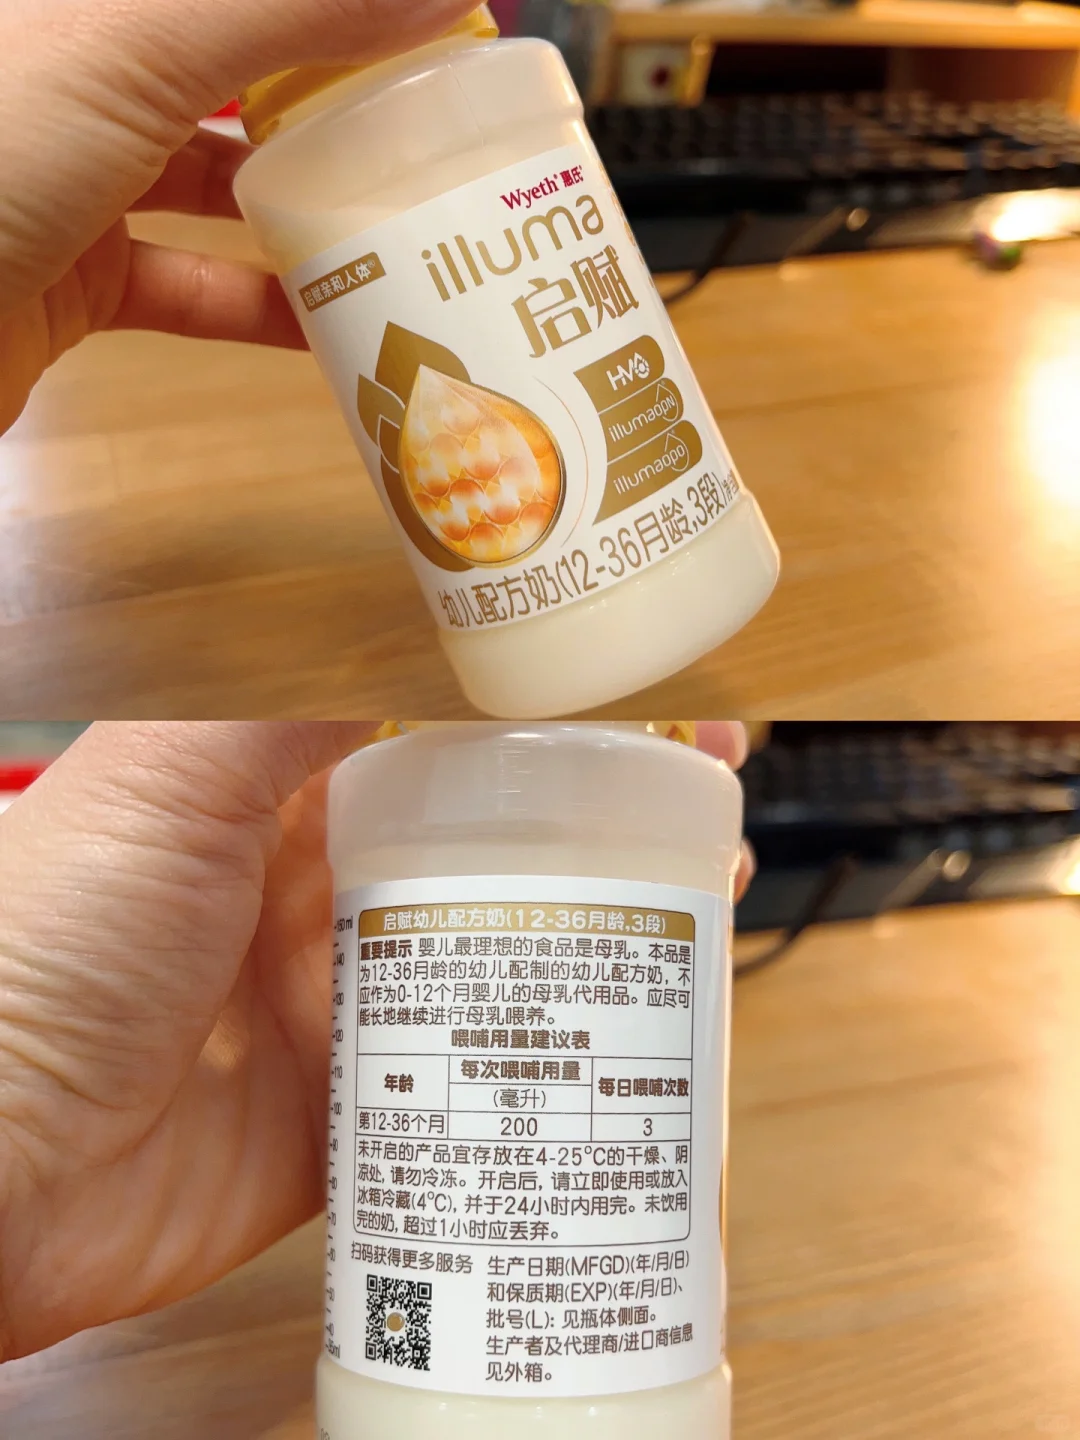 Wyeth 惠氏
illuma
启赋
启赋亲和人体®
HMO
illumaOPN
illumaopo
幼儿配方奶(12-36月龄,3段)
启赋幼儿配方奶(12-36月龄,3段)
重要提示 婴儿最理想的食品是母乳。本品是
为12-36月龄的幼儿配制的幼儿配方奶，不
应作为0-12个月婴儿的母乳代用品。应尽可
能长地继续进行母乳喂养。
喂哺用量建议表
年龄 每次喂哺用量 每日喂哺次数
(毫升)
第12-36个月 200 3
未开启的产品宜存放在4-25°C的干燥、阴
凉处, 请勿冷冻。开启后, 请立即使用或放入
冰箱冷藏(4°C), 并于24小时内用完。未饮用
完的奶, 超过1小时应丢弃。
扫码获得更多服务
生产日期(MFGD)(年/月/日)
和保质期(EXP)(年/月/日)、
批号(L): 见瓶体侧面。
生产者及代理商/进口商信息
见外箱。
150ml
140
120
110
100